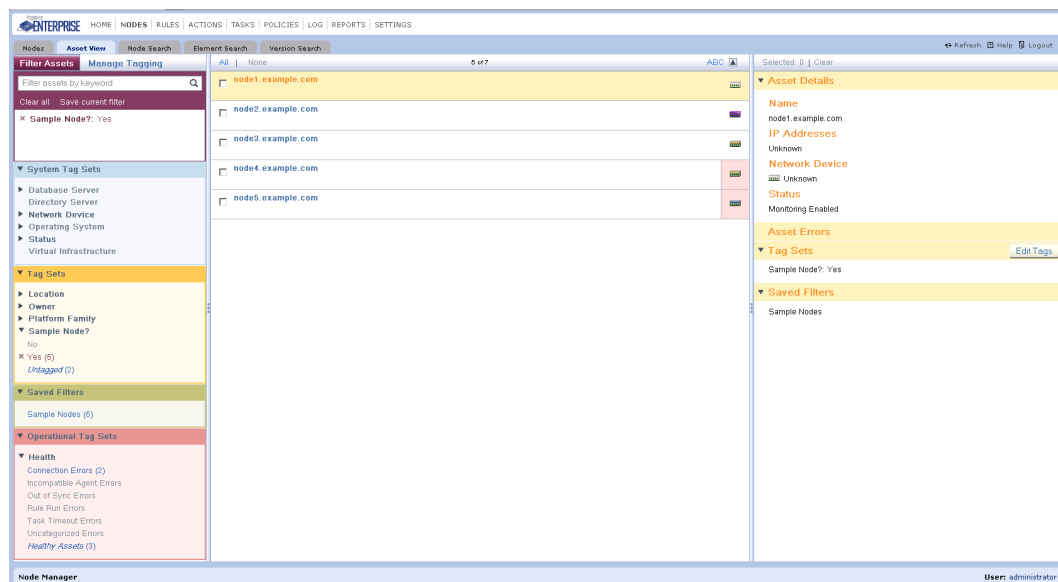 tripwire
ENTERPRISE HOME NODES RULES ACTIONS TASKS POLICIES LOG REPORTS SETTINGS
Nodes Asset View Node Search Element Search Version Search Refresh Help Logout
Filter Assets Manage Tagging
Filter assets by keyword
Clear all Save current filter
× Sample Node?: Yes
System Tag Sets
Database Server
Directory Server
Network Device
Operating System
Status
Virtual Infrastructure
Tag Sets
Location
Owner
Platform Family
Sample Node?
No
× Yes (5)
Untagged (2)
Saved Filters
Sample Nodes (5)
Operational Tag Sets
Health
Connection Errors (2)
Incompatible Agent Errors
Out of Sync Errors
Rule Run Errors
Task Timeout Errors
Uncategorized Errors
Healthy Assets (3)
All | None 5 of 7 ABC
node1.example.com
node2.example.com
node3.example.com
node4.example.com
node5.example.com
Selected: 0 | Clear
Asset Details
Name
node1.example.com
IP Addresses
Unknown
Network Device
Unknown
Status
Monitoring Enabled
Asset Errors
Tag Sets Edit Tags
Sample Node?: Yes
Saved Filters
Sample Nodes
Node Manager User: administrator